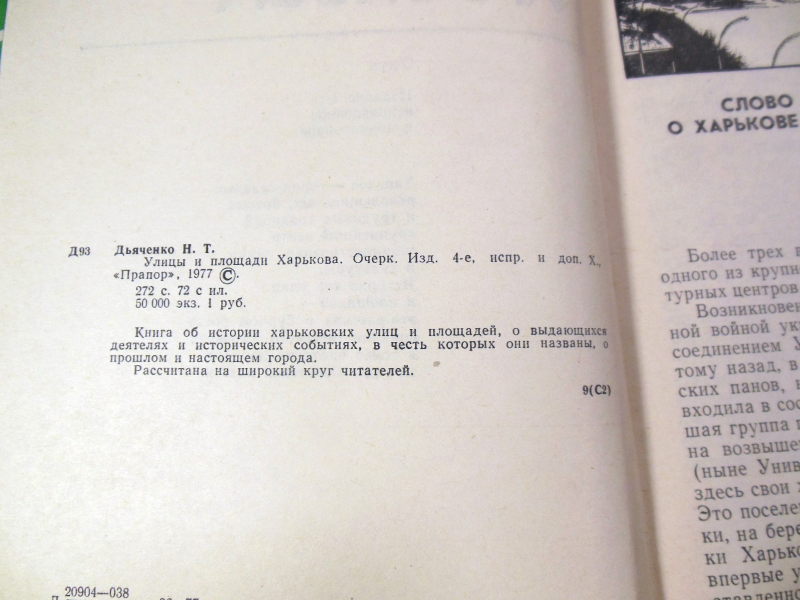 Д93 Дьяченко Н. Т.
Улицы и площади Харькова. Очерк. Изд. 4-е, испр. и доп. Х.,
«Прапор», 1977 ©.
272 с. 72 с ил.
50 000 экз. 1 руб.
Книга об истории харьковских улиц и площадей, о выдающихся
деятелях и исторических событиях, в честь которых они названы, о
прошлом и настоящем города.
Рассчитана на широкий круг читателей.
9(С2)
20904—038
СЛОВО
О ХАРЬКОВЕ
Более трех
одного из крупн
турных центров
Возникновен
ной войной ук
соединением У
тому назад, в
ских панов,
входила в сос
шая группа
на возвыше
(ныне Унив
здесь свои
Это поселе
ки, на бере
ки Харько
впервые у
ставленно